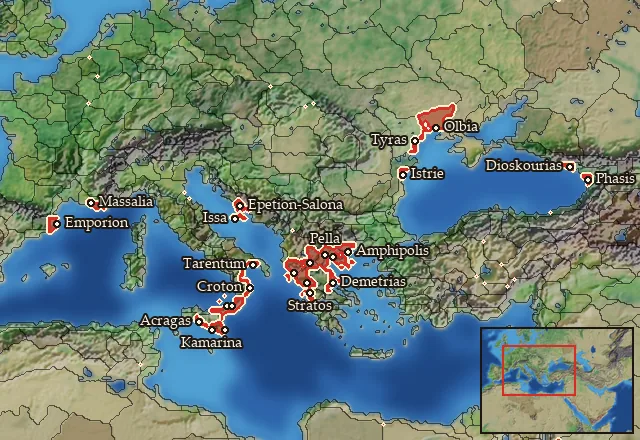 Olbia
Tyras
Dioskourias
Istrie
Phasis
Massalia
Epetion-Salona
Issa
Emporion
Pella
Amphipolis
Tarentum
Demetrias
Croton
Stratos
Acragas
Kamarina